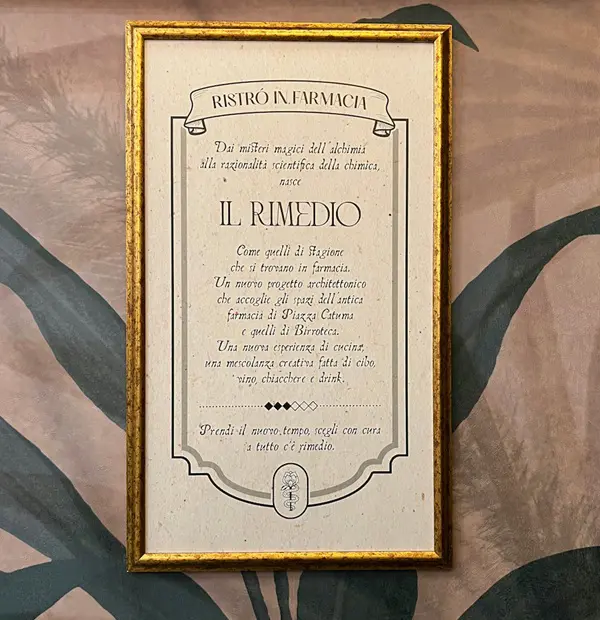 RISTRÓ IN FARMACIA
Dai misteri magici dell'alchimia
alla razionalità scientifica della chimica,
nasce
IL RIMEDIO
Come quelli di stagione
che si trovano in farmacia.
Un nuovo progetto architettonico
che accoglie gli spazi dell'antica
farmacia di Piazza Catuma
e quelli di Birroteca.
Una nuova esperienza di cucina,
una mescolanza creativa fatta di cibo,
vino, chiacchere e drink.
Prendi il nuovo tempo, scegli con cura
a tutto c'è rimedio.